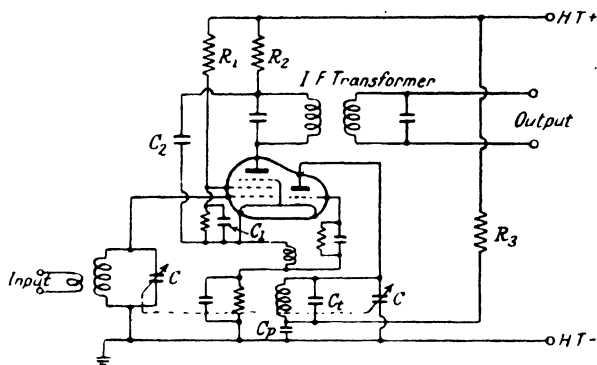 HT+
R₁
R₂
I F Transformer
C₂
Output
C₁
R₃
Input
C
Cₜ
C
Cₚ
HT-